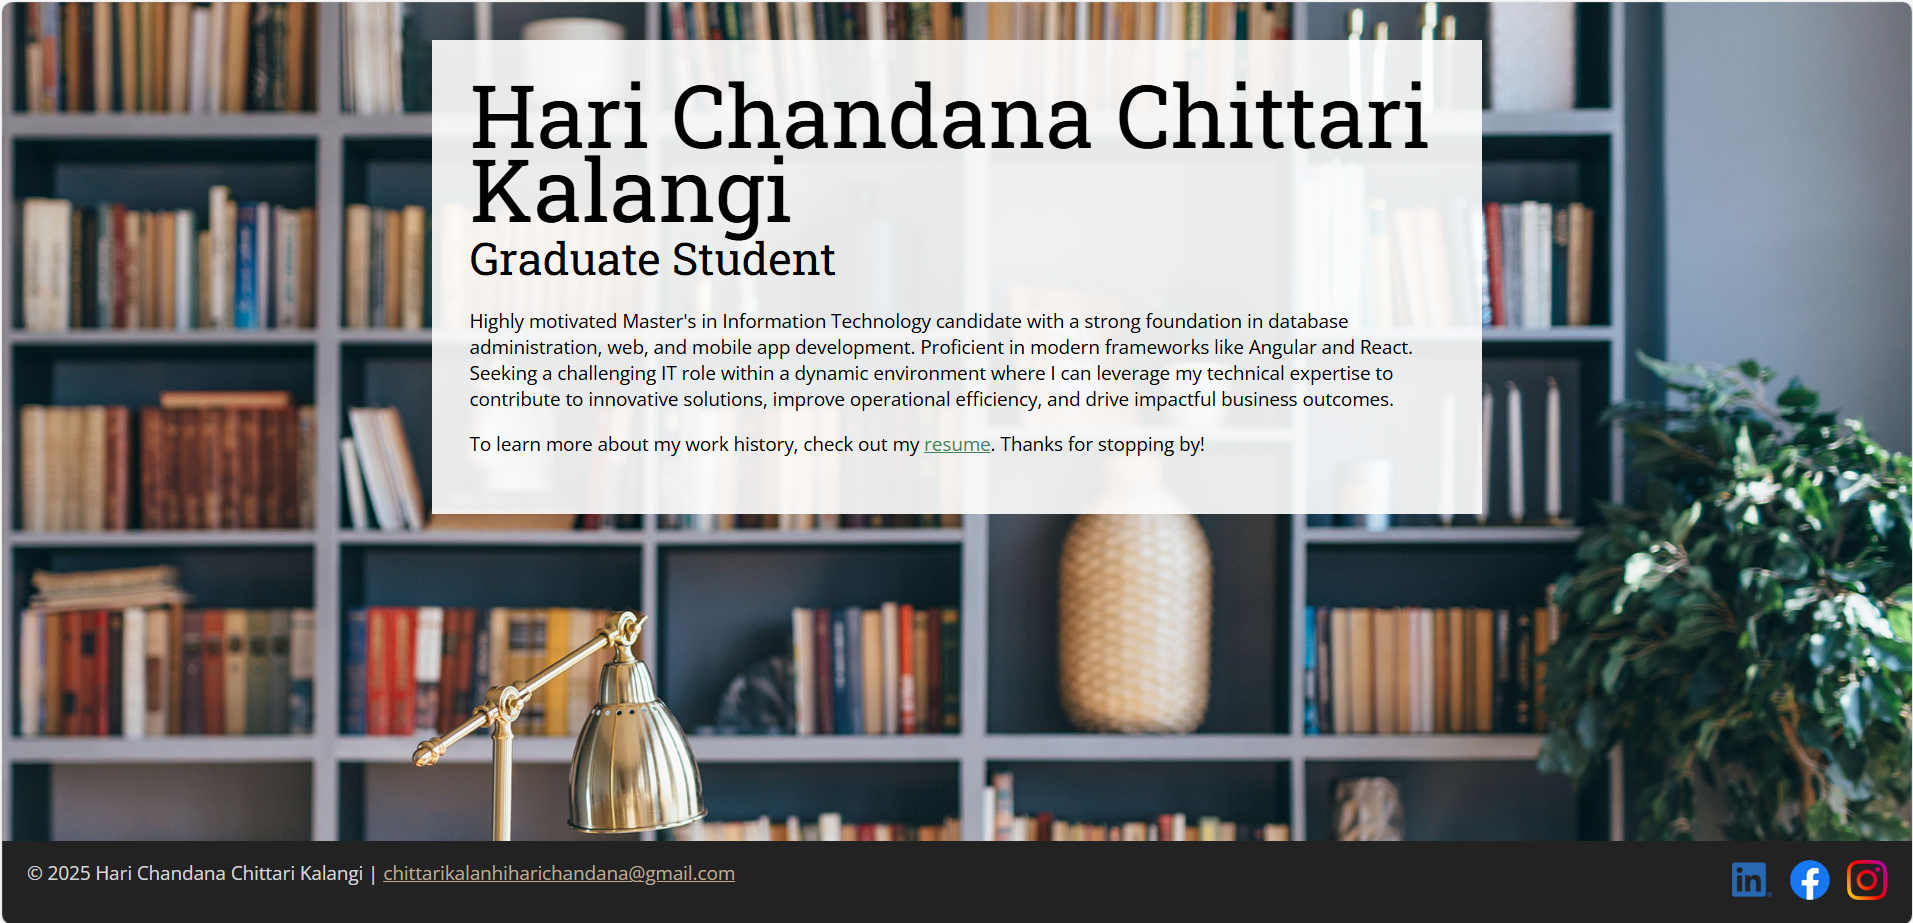 Hari Chandana Chittari
Kalangi
Graduate Student
Highly motivated Master's in Information Technology candidate with a strong foundation in database
administration, web, and mobile app development. Proficient in modern frameworks like Angular and React.
Seeking a challenging IT role within a dynamic environment where I can leverage my technical expertise to
contribute to innovative solutions, improve operational efficiency, and drive impactful business outcomes.
To learn more about my work history, check out my resume. Thanks for stopping by!
© 2025 Hari Chandana Chittari Kalangi | chittarikalanhiharichandana@gmail.com
in